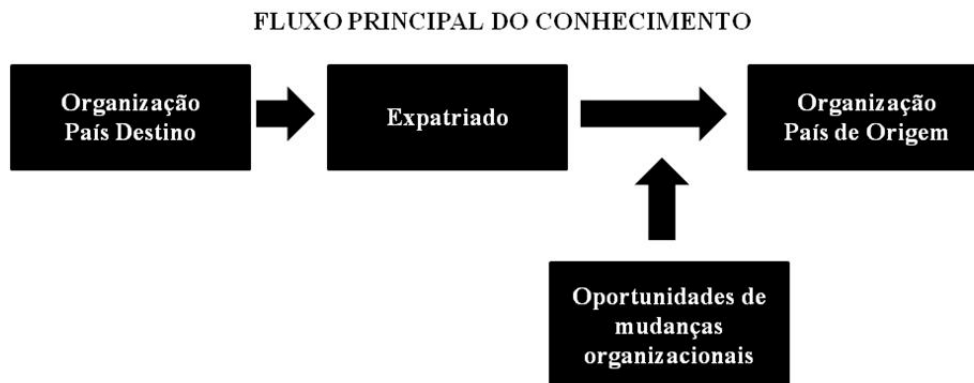 FLUXO PRINCIPAL DO CONHECIMENTO
Organização
País Destino
Expatriado
Organização
País de Origem
Oportunidades de
mudanças
organizacionais